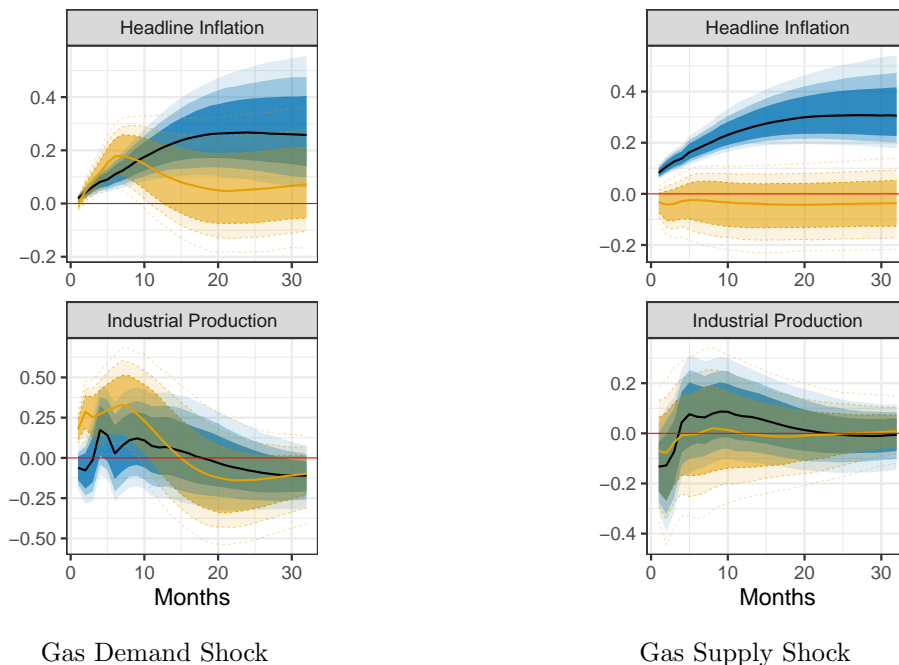 Headline Inflation
0.4
0.2
0.0
−0.2
0 10 20 30
Industrial Production
0.50
0.25
0.00
−0.25
−0.50
0 10 20 30
Months
Gas Demand Shock
Headline Inflation
0.4
0.2
0.0
−0.2
0 10 20 30
Industrial Production
0.2
0.0
−0.2
−0.4
0 10 20 30
Months
Gas Supply Shock